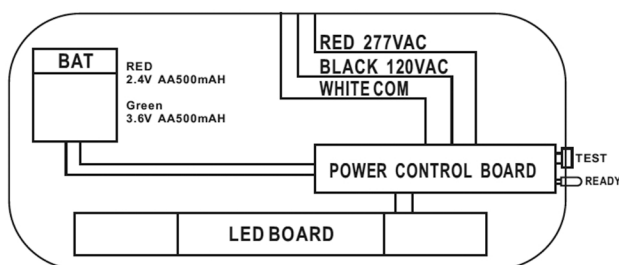 BAT
RED
2.4V AA500mAH
Green
3.6V AA500mAH
RED 277VAC
BLACK 120VAC
WHITE COM
POWER CONTROL BOARD
TEST
READY
LED BOARD